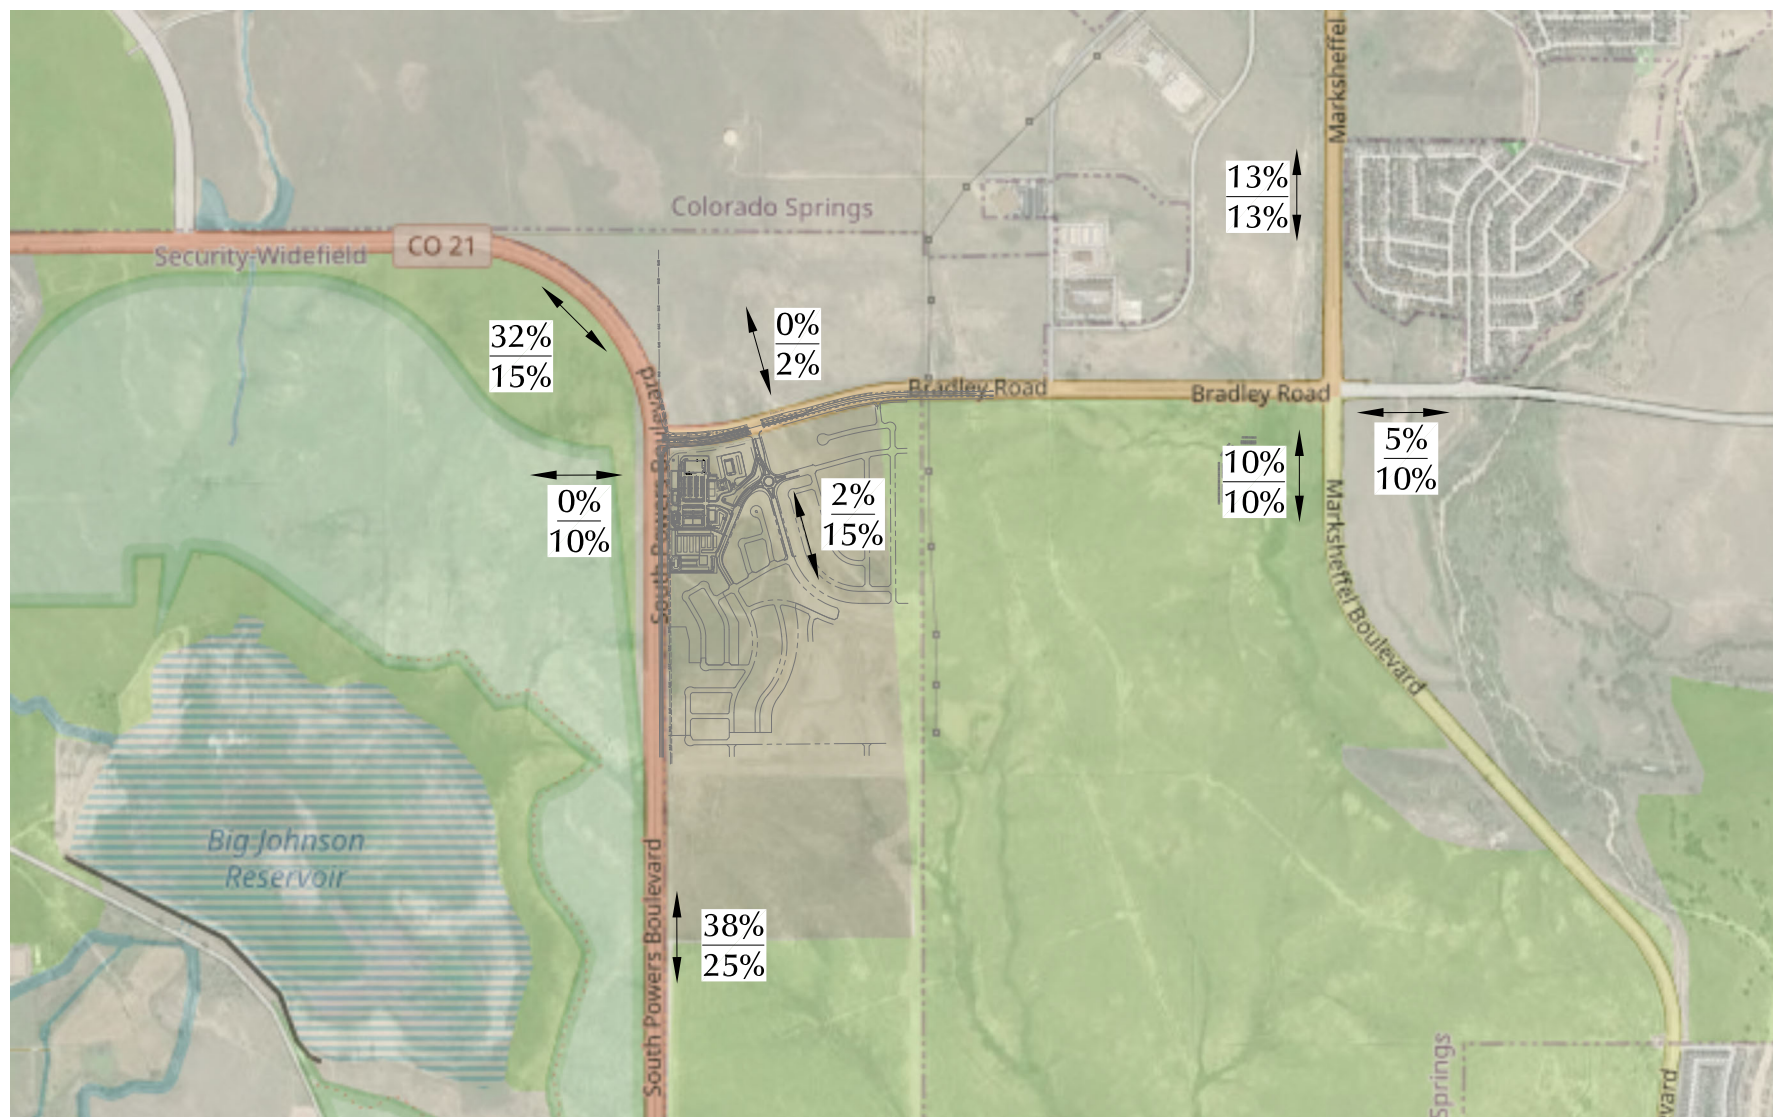 Marksheffel
13%
13%
Colorado Springs
CO 21
Security-Widefield
32%
15%
0%
2%
Bradley Road
Bradley Road
5%
10%
10%
10%
0%
10%
2%
15%
South Powers Boulevard
Marksheffel Boulevard
Big Johnson
Reservoir
South Powers Boulevard
38%
25%
Springs
vard